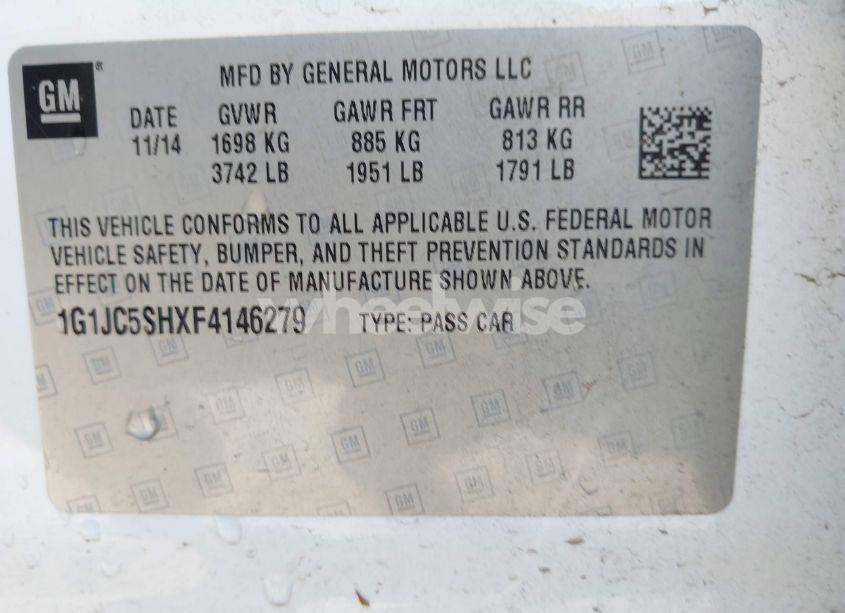 GM ®
MFD BY GENERAL MOTORS LLC
DATE GVWR GAWR FRT GAWR RR
11/14 1698 KG 885 KG 813 KG
3742 LB 1951 LB 1791 LB
THIS VEHICLE CONFORMS TO ALL APPLICABLE U.S. FEDERAL MOTOR
VEHICLE SAFETY, BUMPER, AND THEFT PREVENTION STANDARDS IN
EFFECT ON THE DATE OF MANUFACTURE SHOWN ABOVE.
1G1JC5SHXF4146279 TYPE: PASS CAR
wheelwise